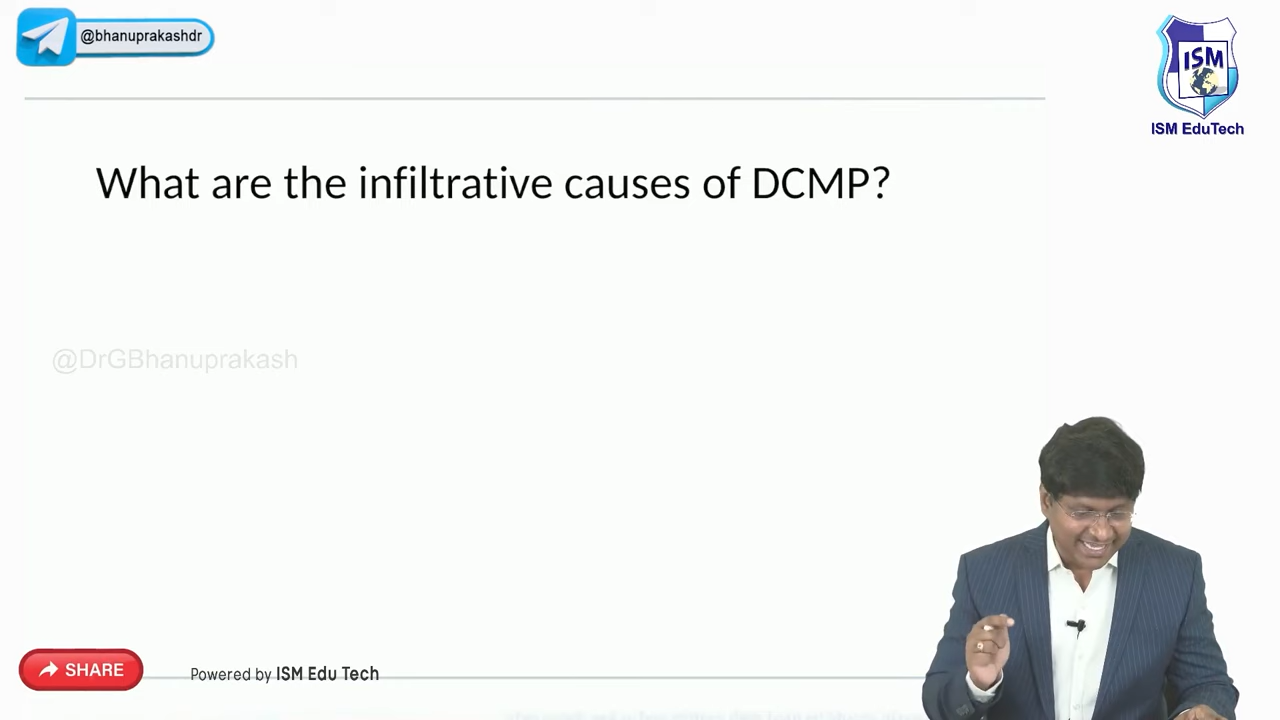 @bhanuprakashdr
ISM
ISM EduTech
What are the infiltrative causes of DCMP?
@DrGBhanuprakash
SHARE
Powered by ISM Edu Tech